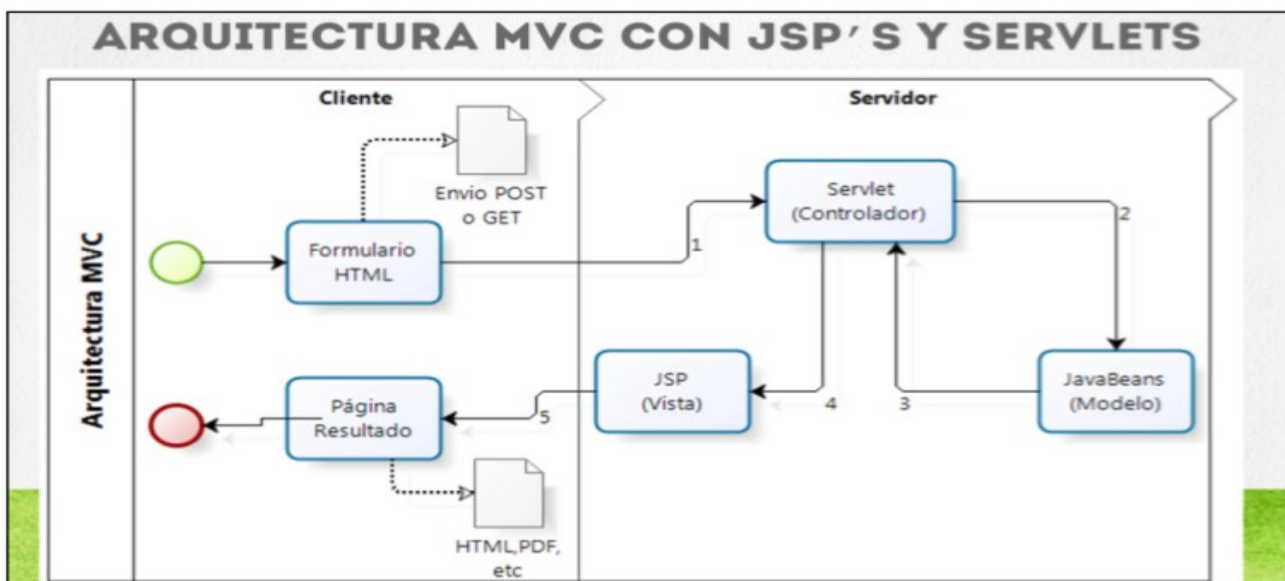 ARQUITECTURA MVC CON JSP'S Y SERVLETS
Arquitectura MVC
Cliente
Servidor
Envio POST
o GET
Formulario
HTML
1
Servlet
(Controlador)
2
JavaBeans
(Modelo)
3
4
JSP
(Vista)
5
Página
Resultado
HTML,PDF,
etc